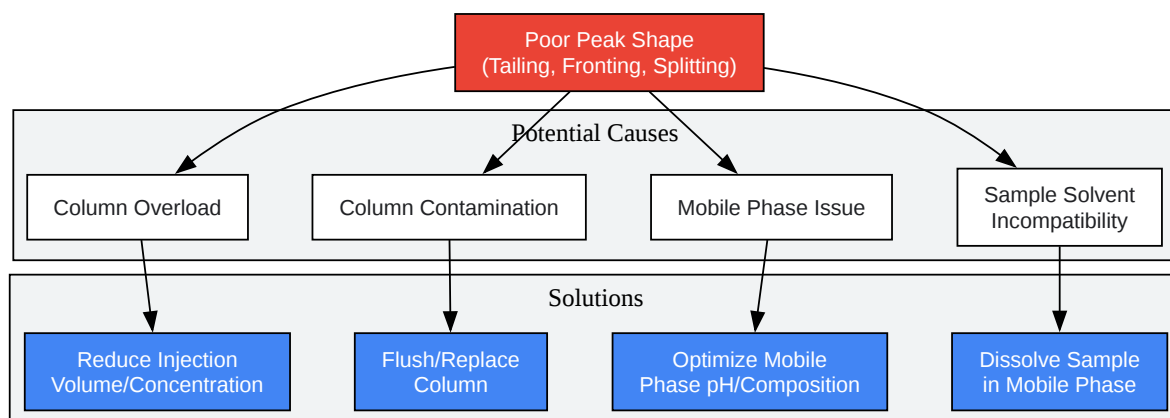 Poor Peak Shape
(Tailing, Fronting, Splitting)
Potential Causes
Column Overload
Column Contamination
Mobile Phase Issue
Sample Solvent
Incompatibility
Solutions
Reduce Injection
Volume/Concentration
Flush/Replace
Column
Optimize Mobile
Phase pH/Composition
Dissolve Sample
in Mobile Phase